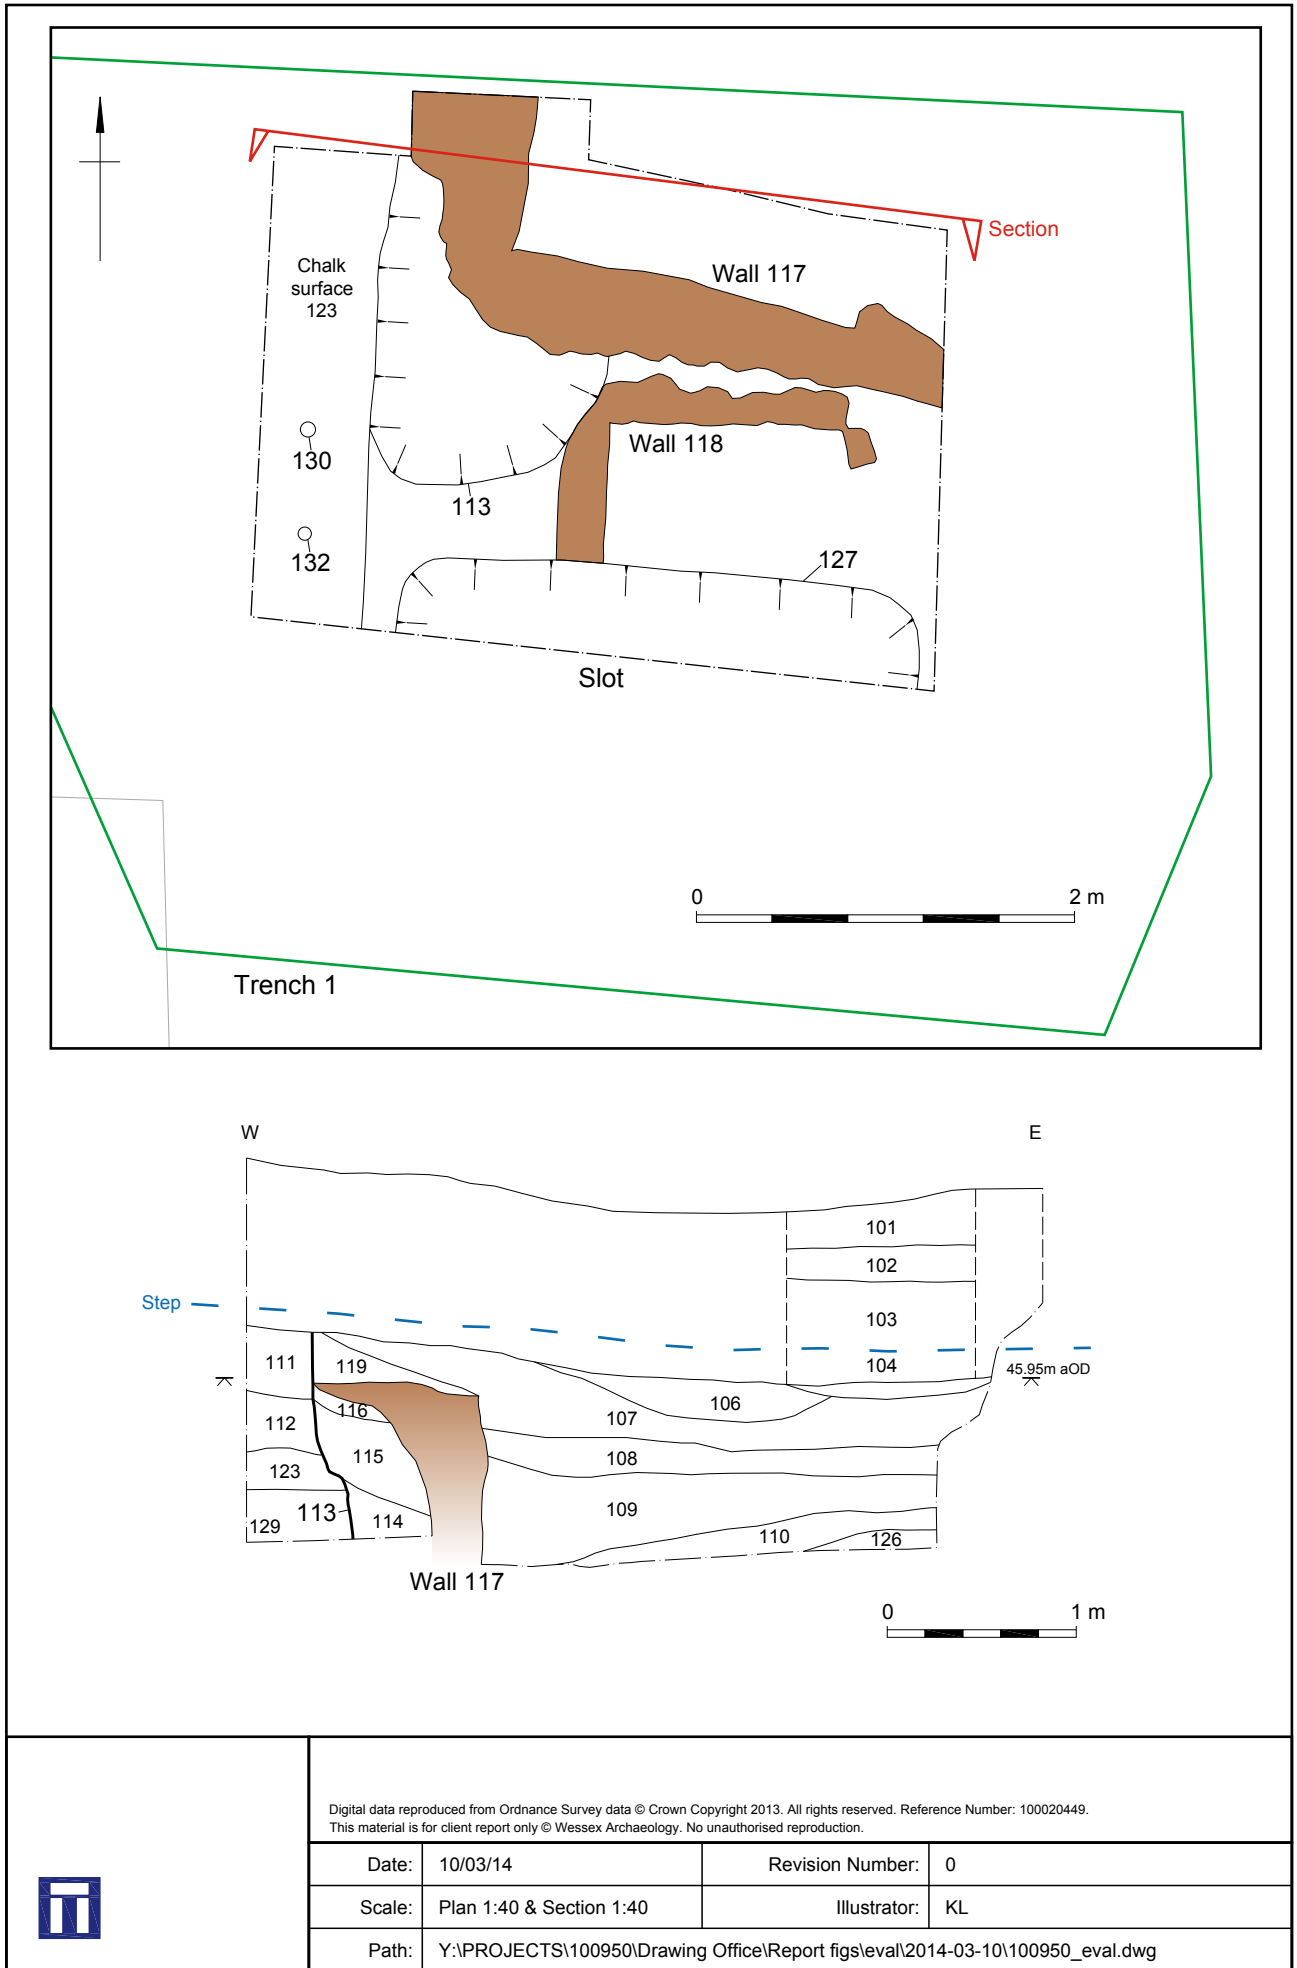 Section
Wall 117
Chalk
surface
123
Wall 118
130
113
132
127
Slot
0 2 m
Trench 1
W E
101
102
Step
103
111
119
104
45.95m aOD
116
106
107
112
115
108
123
113
109
114
129
110
126
Wall 117
0 1 m
Digital data reproduced from Ordnance Survey data © Crown Copyright 2013. All rights reserved. Reference Number: 100020449.
This material is for client report only © Wessex Archaeology. No unauthorised reproduction.
Date: 10/03/14 Revision Number: 0
Scale: Plan 1:40 & Section 1:40 Illustrator: KL
Path: Y:\PROJECTS\100950\Drawing Office\Report figs\eval\2014-03-10\100950_eval.dwg